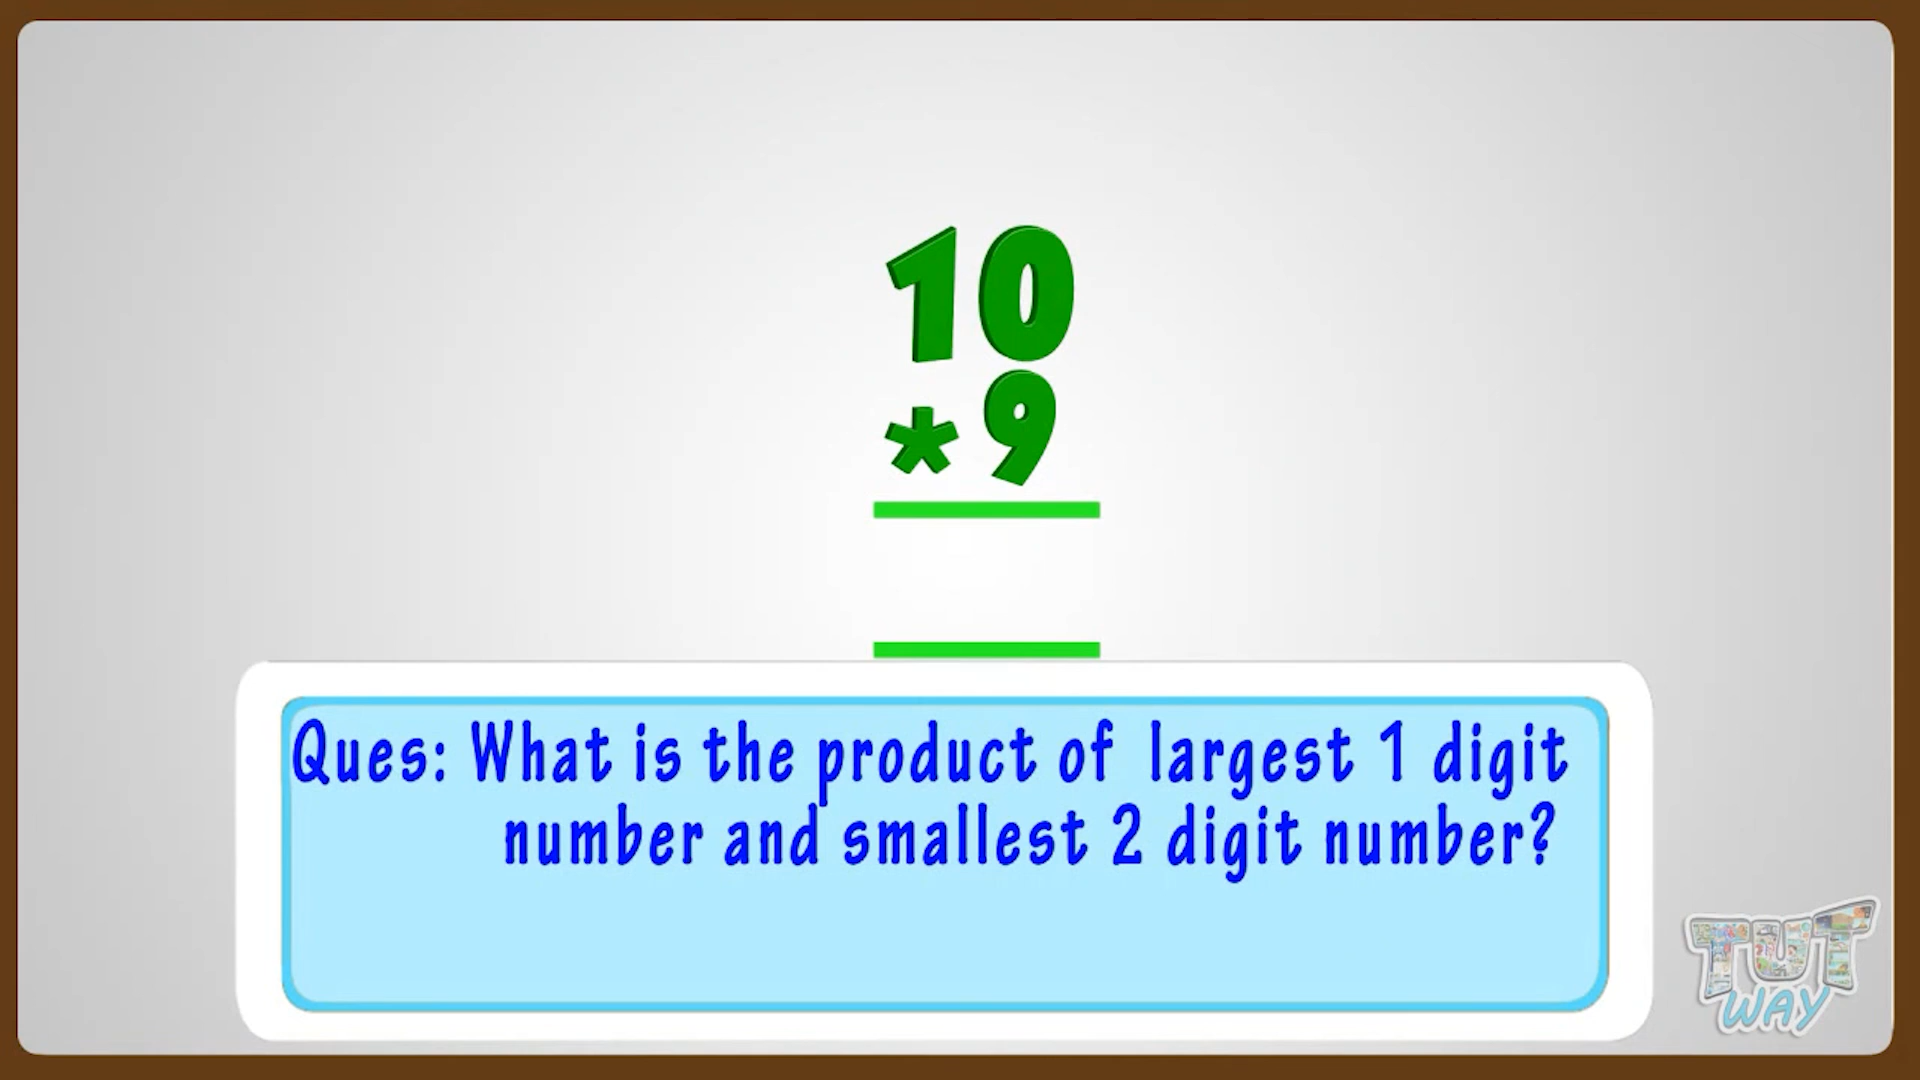 10
*9
Ques: What is the product of largest 1 digit
number and smallest 2 digit number?
TUT
WAY